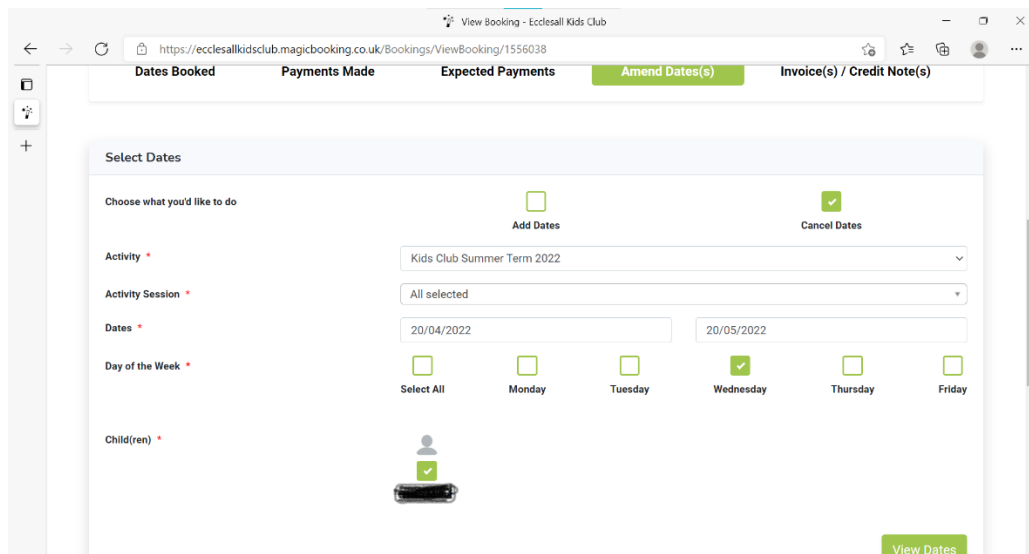 View Booking - Ecclesall Kids Club
https://ecclesallkidsclub.magicbooking.co.uk/Bookings/ViewBooking/1556038
Dates Booked Payments Made Expected Payments Amend Dates(s) Invoice(s) / Credit Note(s)
Select Dates
Choose what you'd like to do
Add Dates Cancel Dates
Activity * Kids Club Summer Term 2022
Activity Session * All selected
Dates * 20/04/2022 20/05/2022
Day of the Week *
Select All Monday Tuesday Wednesday Thursday Friday
Child(ren) *
View Dates